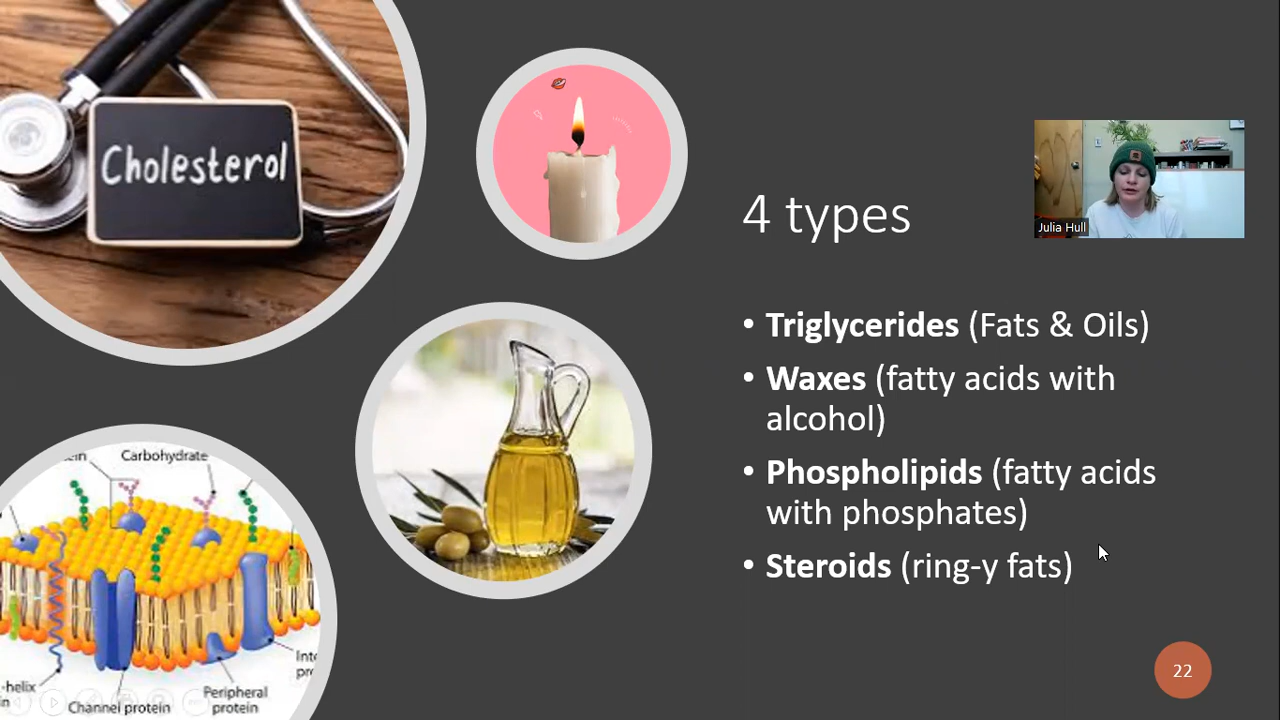 Cholesterol
4 types
Julia Hull
• Triglycerides (Fats & Oils)
• Waxes (fatty acids with
alcohol)
• Phospholipids (fatty acids
with phosphates)
• Steroids (ring-y fats)
Carbohydrate
-helix
Channel protein
Peripheral
protein
22